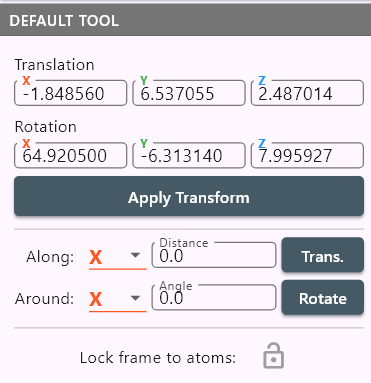 DEFAULT TOOL
Translation
X Y Z
-1.848560 6.537055 2.487014
Rotation
X Y Z
64.920500 -6.313140 7.995927
Apply Transform
Distance
Along: X 0.0 Trans.
Angle
Around: X 0.0 Rotate
Lock frame to atoms: